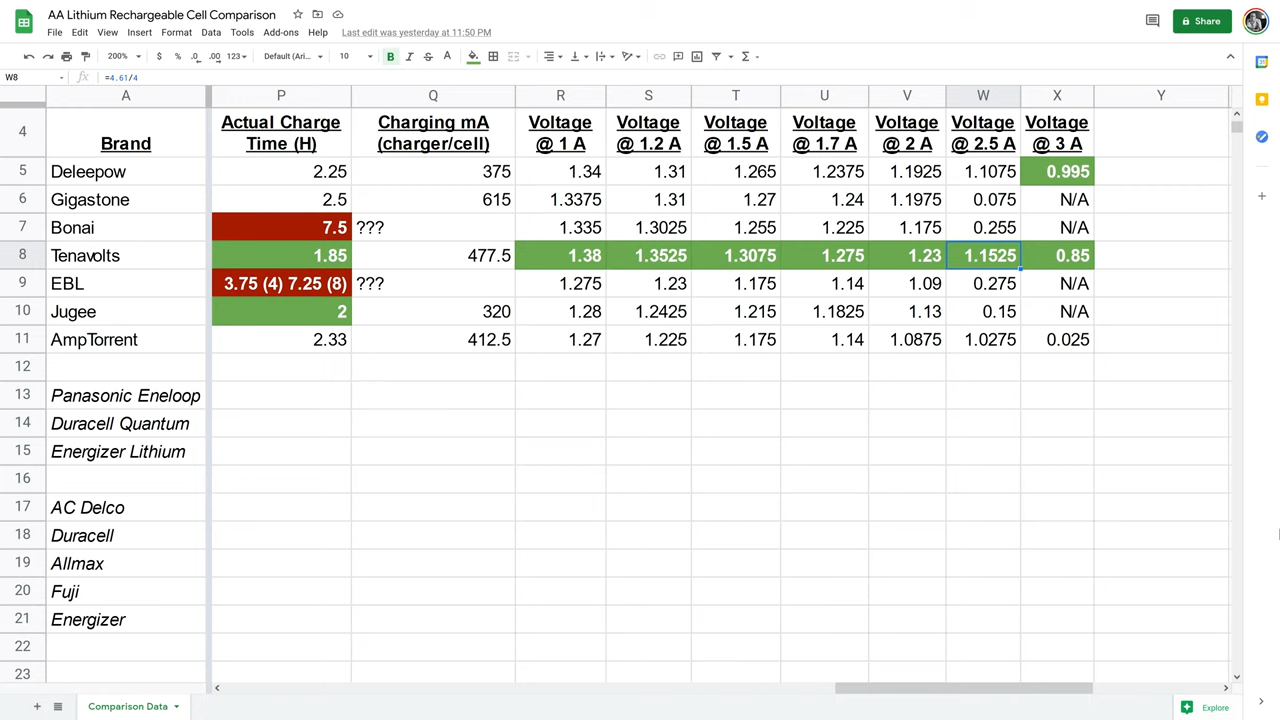 AA Lithium Rechargeable Cell Comparison
File Edit View Insert Format Data Tools Add-ons Help Last edit was yesterday at 11:50 PM
Share
200% $ % .0 .00 123 Default (Ari... 10 B I S A
W8 fx =4.61/4
A P Q R S T U V W X Y
4 Brand Actual Charge Time (H) Charging mA (charger/cell) Voltage @ 1 A Voltage @ 1.2 A Voltage @ 1.5 A Voltage @ 1.7 A Voltage @ 2 A Voltage @ 2.5 A Voltage @ 3 A
5 Deleepow 2.25 375 1.34 1.31 1.265 1.2375 1.1925 1.1075 0.995
6 Gigastone 2.5 615 1.3375 1.31 1.27 1.24 1.1975 0.075 N/A
7 Bonai 7.5 ??? 1.335 1.3025 1.255 1.225 1.175 0.255 N/A
8 Tenavolts 1.85 477.5 1.38 1.3525 1.3075 1.275 1.23 1.1525 0.85
9 EBL 3.75 (4) 7.25 (8) ??? 1.275 1.23 1.175 1.14 1.09 0.275 N/A
10 Jugee 2 320 1.28 1.2425 1.215 1.1825 1.13 0.15 N/A
11 AmpTorrent 2.33 412.5 1.27 1.225 1.175 1.14 1.0875 1.0275 0.025
12
13 Panasonic Eneloop
14 Duracell Quantum
15 Energizer Lithium
16
17 AC Delco
18 Duracell
19 Allmax
20 Fuji
21 Energizer
22
23
Comparison Data
Explore